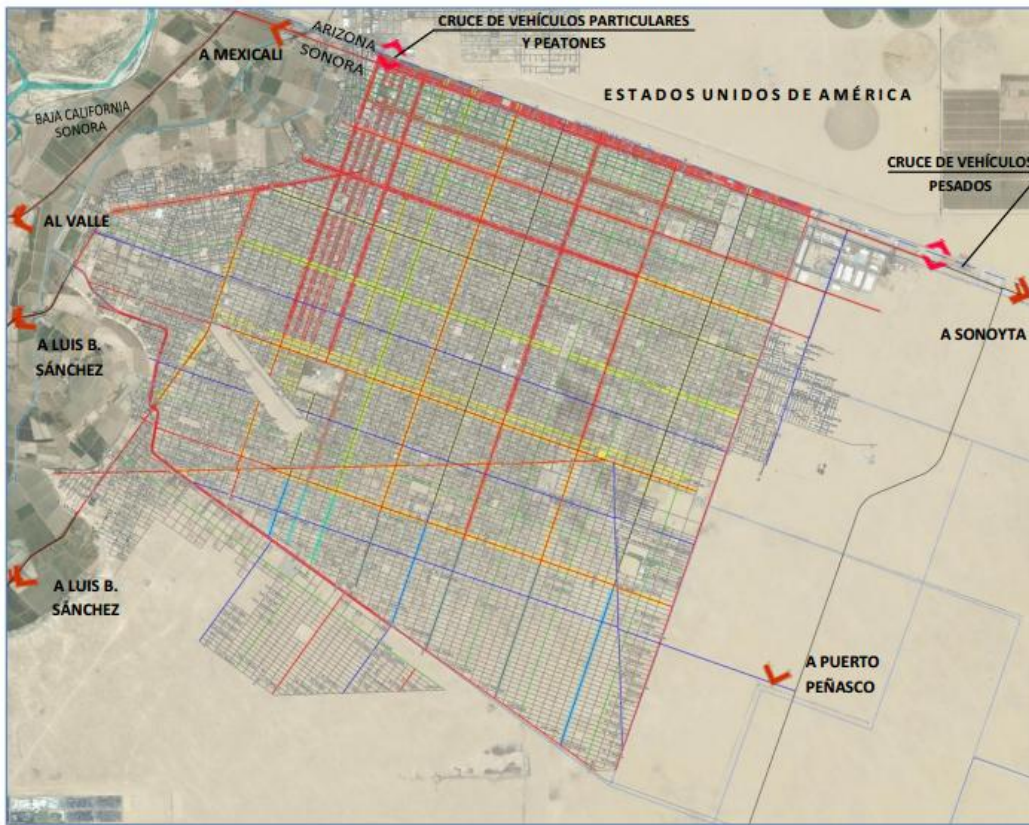 CRUCE DE VEHÍCULOS PARTICULARES
Y PEATONES
ARIZONA
SONORA
A MEXICALI
ESTADOS UNIDOS DE AMÉRICA
BAJA CALIFORNIA
SONORA
CRUCE DE VEHÍCULOS
PESADOS
AL VALLE
A SONOYTA
A LUIS B.
SÁNCHEZ
A LUIS B.
SÁNCHEZ
A PUERTO
PEÑASCO